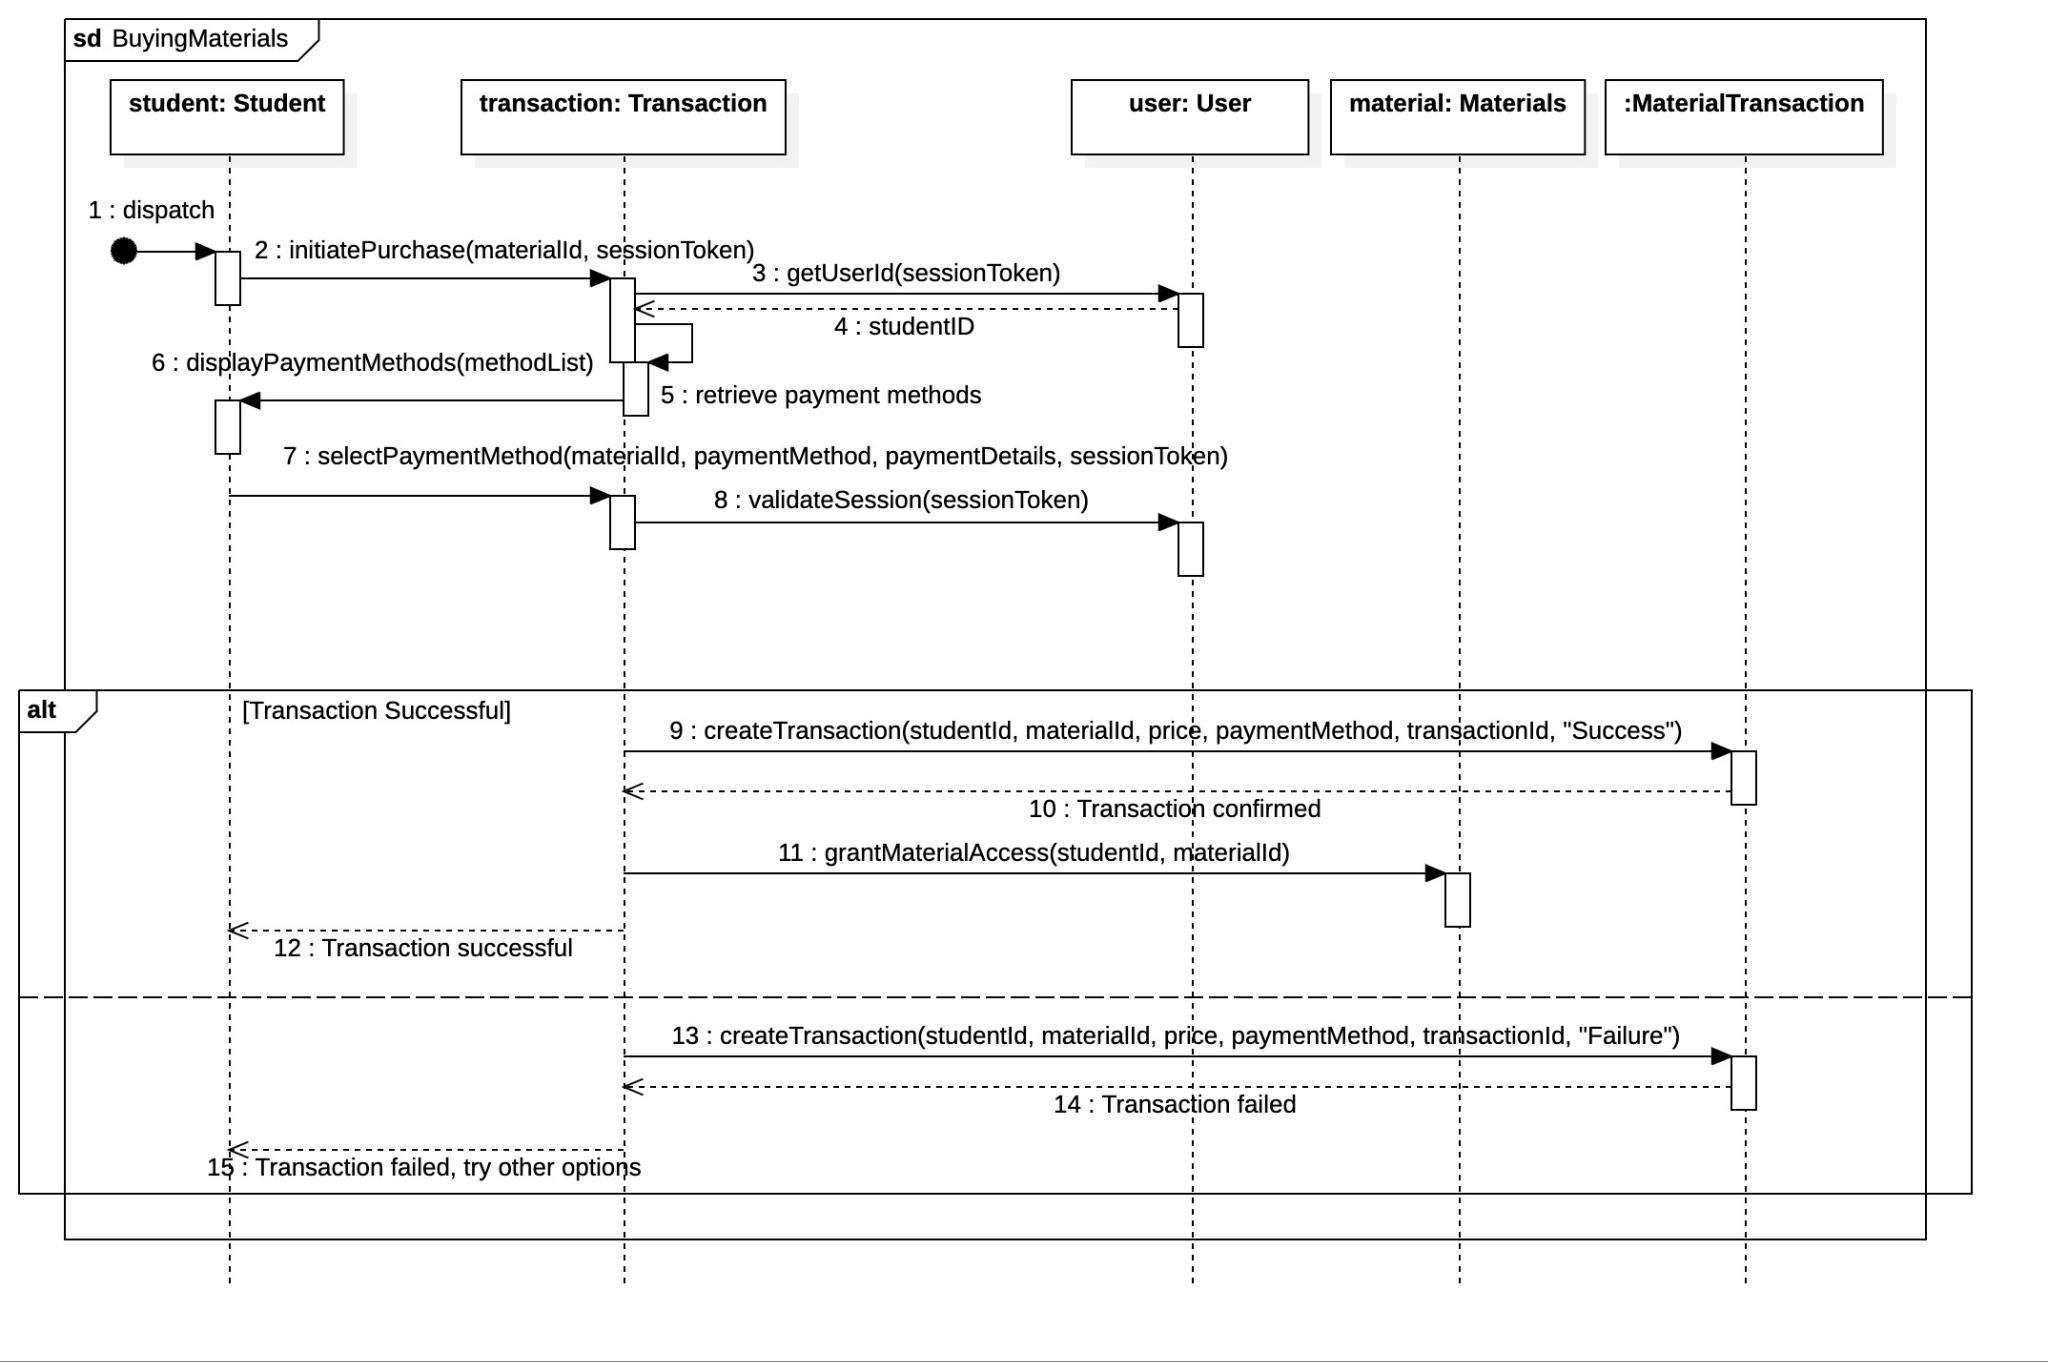 sd BuyingMaterials
student: Student
transaction: Transaction
user: User
material: Materials
:MaterialTransaction
1 : dispatch
2 : initiatePurchase(materialId, sessionToken)
3 : getUserId(sessionToken)
4 : studentID
6 : displayPaymentMethods(methodList)
5 : retrieve payment methods
7 : selectPaymentMethod(materialId, paymentMethod, paymentDetails, sessionToken)
8 : validateSession(sessionToken)
alt
[Transaction Successful]
9 : createTransaction(studentId, materialId, price, paymentMethod, transactionId, "Success")
10 : Transaction confirmed
11 : grantMaterialAccess(studentId, materialId)
12 : Transaction successful
13 : createTransaction(studentId, materialId, price, paymentMethod, transactionId, "Failure")
14 : Transaction failed
15 : Transaction failed, try other options